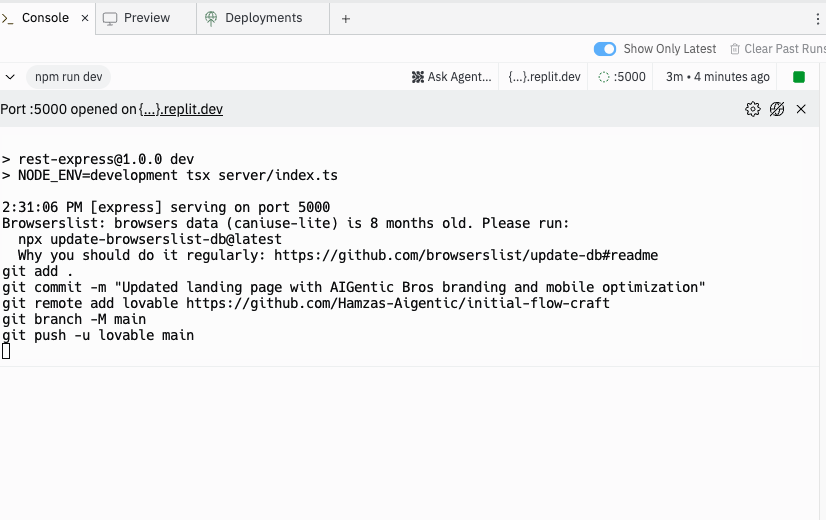 Console
Preview
Deployments
Show Only Latest
Clear Past Runs
npm run dev
Ask Agent...
{...}.replit.dev
:5000
3m • 4 minutes ago
Port :5000 opened on {...}.replit.dev
> rest-express@1.0.0 dev
> NODE_ENV=development tsx server/index.ts
2:31:06 PM [express] serving on port 5000
Browserslist: browsers data (caniuse-lite) is 8 months old. Please run:
npx update-browserslist-db@latest
Why you should do it regularly: https://github.com/browserslist/update-db#readme
git add .
git commit -m "Updated landing page with AIGentic Bros branding and mobile optimization"
git remote add lovable https://github.com/Hamzas-Aigentic/initial-flow-craft
git branch -M main
git push -u lovable main